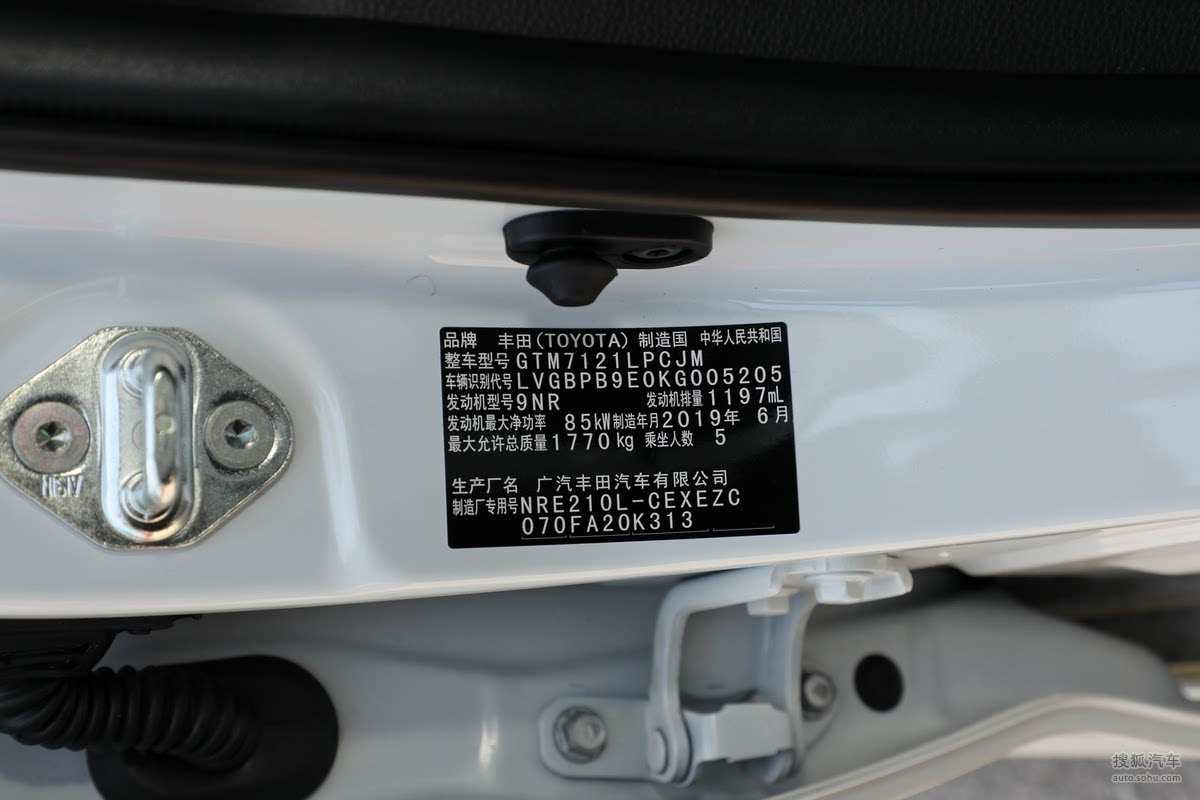 品牌 丰田(TOYOTA) 制造国 中华人民共和国
整车型号 GTM7121LPCJM
车辆识别代号 LVGBPB9E0KG005205
发动机型号 9NR 发动机排量 1197mL
发动机最大净功率 85kW 制造年月 2019年 6月
最大允许总质量 1770kg 乘坐人数 5
生产厂名 广汽丰田汽车有限公司
制造厂专用号 NRE210L-CEXEZC
070FA20K313
搜狐汽车
auto.sohu.com